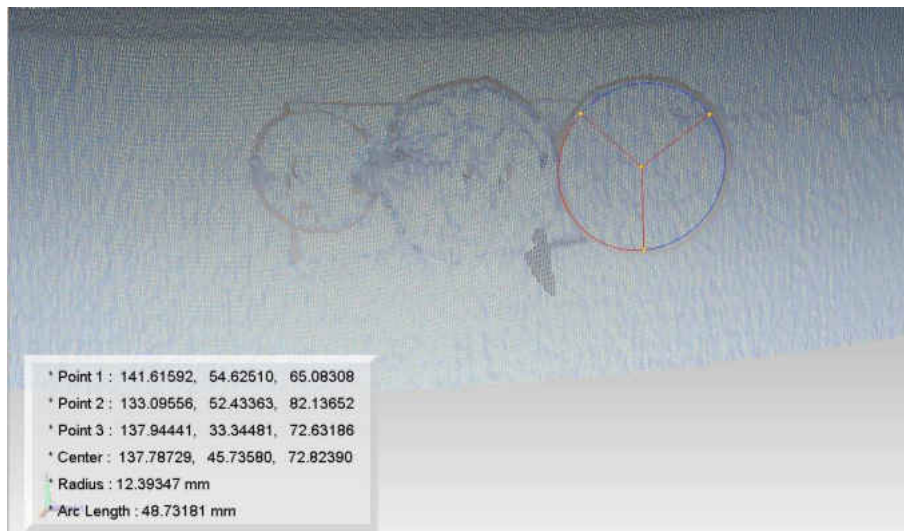 * Point 1 : 141.61592, 54.62510, 65.08308
* Point 2 : 133.09556, 52.43363, 82.13652
* Point 3 : 137.94441, 33.34481, 72.63186
* Center : 137.78729, 45.73580, 72.82390
* Radius : 12.39347 mm
* Arc Length : 48.73181 mm